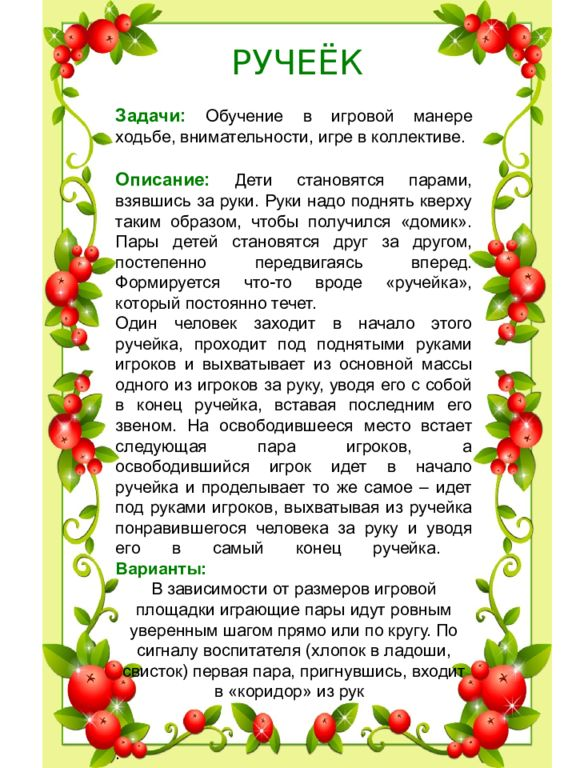 РУЧЕЁК
Задачи: Обучение в игровой манере
ходьбе, внимательности, игре в коллективе.
Описание: Дети становятся парами,
взявшись за руки. Руки надо поднять кверху
таким образом, чтобы получился «домик».
Пары детей становятся друг за другом,
постепенно передвигаясь вперед.
Формируется что-то вроде «ручейка»,
который постоянно течет.
Один человек заходит в начало этого
ручейка, проходит под поднятыми руками
игроков и выхватывает из основной массы
одного из игроков за руку, уводя его с собой
в конец ручейка, вставая последним его
звеном. На освободившееся место встает
следующая пара игроков, а
освободившийся игрок идет в начало
ручейка и проделывает то же самое – идет
под руками игроков, выхватывая из ручейка
понравившегося человека за руку и уводя
его в самый конец ручейка.
Варианты:
В зависимости от размеров игровой
площадки играющие пары идут ровным
уверенным шагом прямо или по кругу. По
сигналу воспитателя (хлопок в ладоши,
свисток) первая пара, пригнувшись, входит
в «коридор» из рук
.